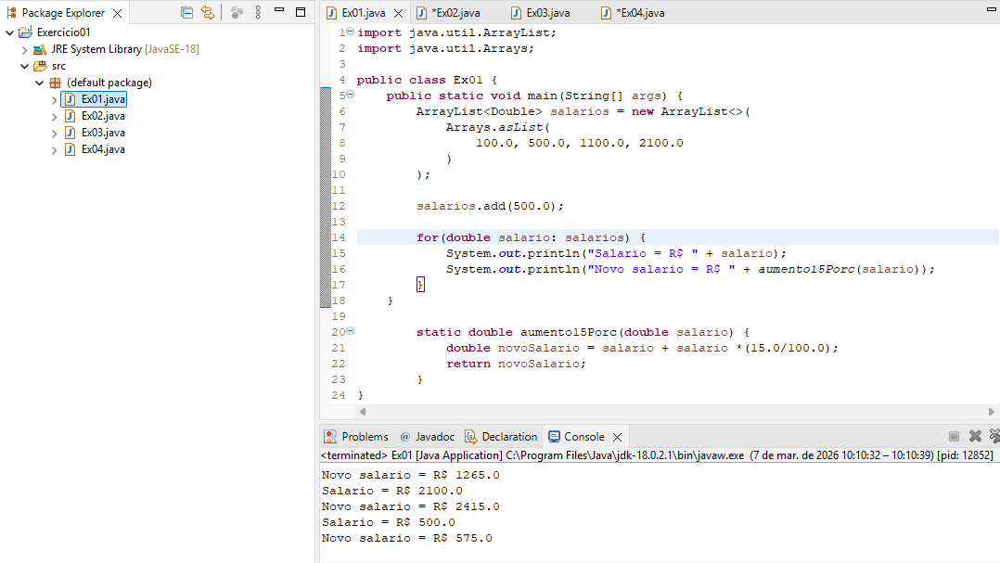 Package Explorer
Exercicio01
JRE System Library [JavaSE-18]
src
(default package)
Ex01.java
Ex02.java
Ex03.java
Ex04.java
Ex01.java *Ex02.java Ex03.java *Ex04.java
1 import java.util.ArrayList;
2 import java.util.Arrays;
3
4 public class Ex01 {
5 public static void main(String[] args) {
6 ArrayList<Double> salarios = new ArrayList<>(
7 Arrays.asList(
8 100.0, 500.0, 1100.0, 2100.0
9 )
10 );
11
12 salarios.add(500.0);
13
14 for(double salario: salarios) {
15 System.out.println("Salario = R$ " + salario);
16 System.out.println("Novo salario = R$ " + aumento15Porc(salario));
17 }
18 }
19
20 static double aumento15Porc(double salario) {
21 double novoSalario = salario + salario *(15.0/100.0);
22 return novoSalario;
23 }
24 }
Problems @ Javadoc Declaration Console
<terminated> Ex01 [Java Application] C:\Program Files\Java\jdk-18.0.2.1\bin\javaw.exe (7 de mar. de 2026 10:10:32 – 10:10:39) [pid: 12852]
Novo salario = R$ 1265.0
Salario = R$ 2100.0
Novo salario = R$ 2415.0
Salario = R$ 500.0
Novo salario = R$ 575.0